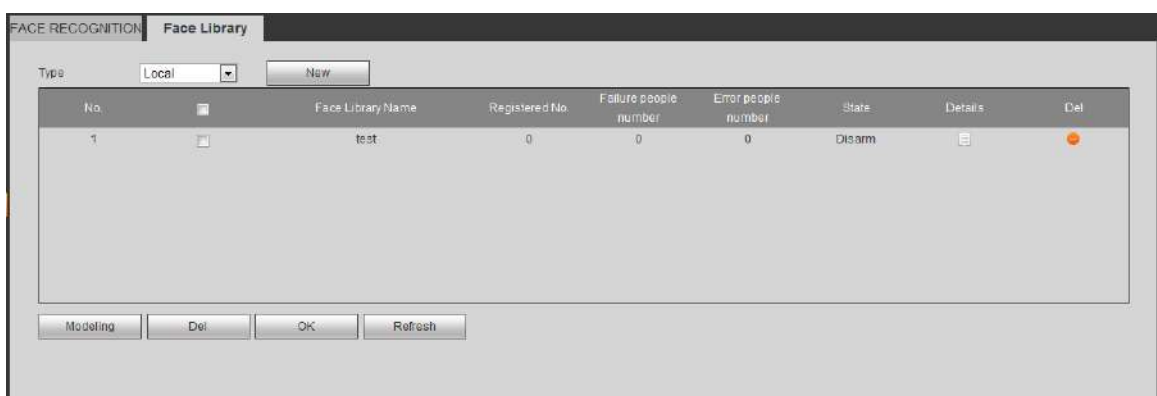 FACE RECOGNITION Face Library
Type Local New
No. Face Library Name Registered No. Failure people number Error people number State Details Del
1 test 0 0 0 Disarm
Modeling Del OK Refresh